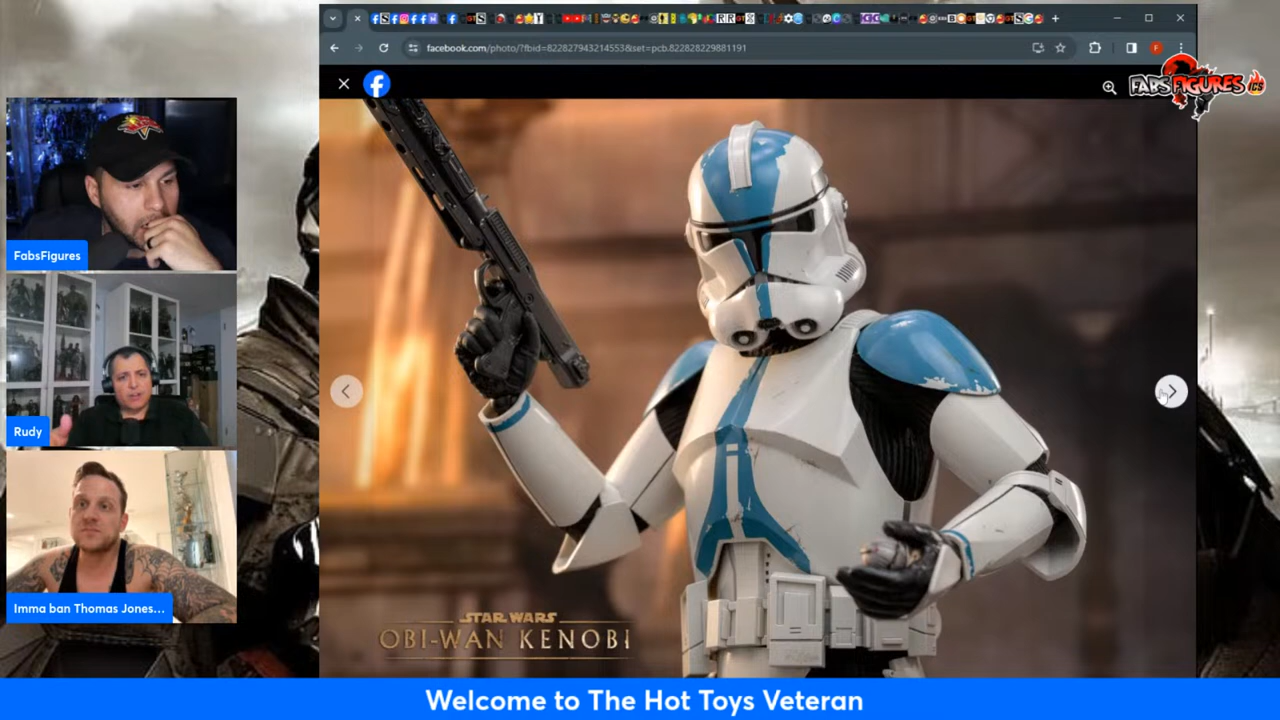 facebook.com/photo/?fbid=822827943214553&set=pcb.822828229881191
FABSFIGURES
FabsFIgures
Rudy
Imma ban Thomas Jones...
STAR WARS
OBI-WAN KENOBI
Welcome to The Hot Toys Veteran